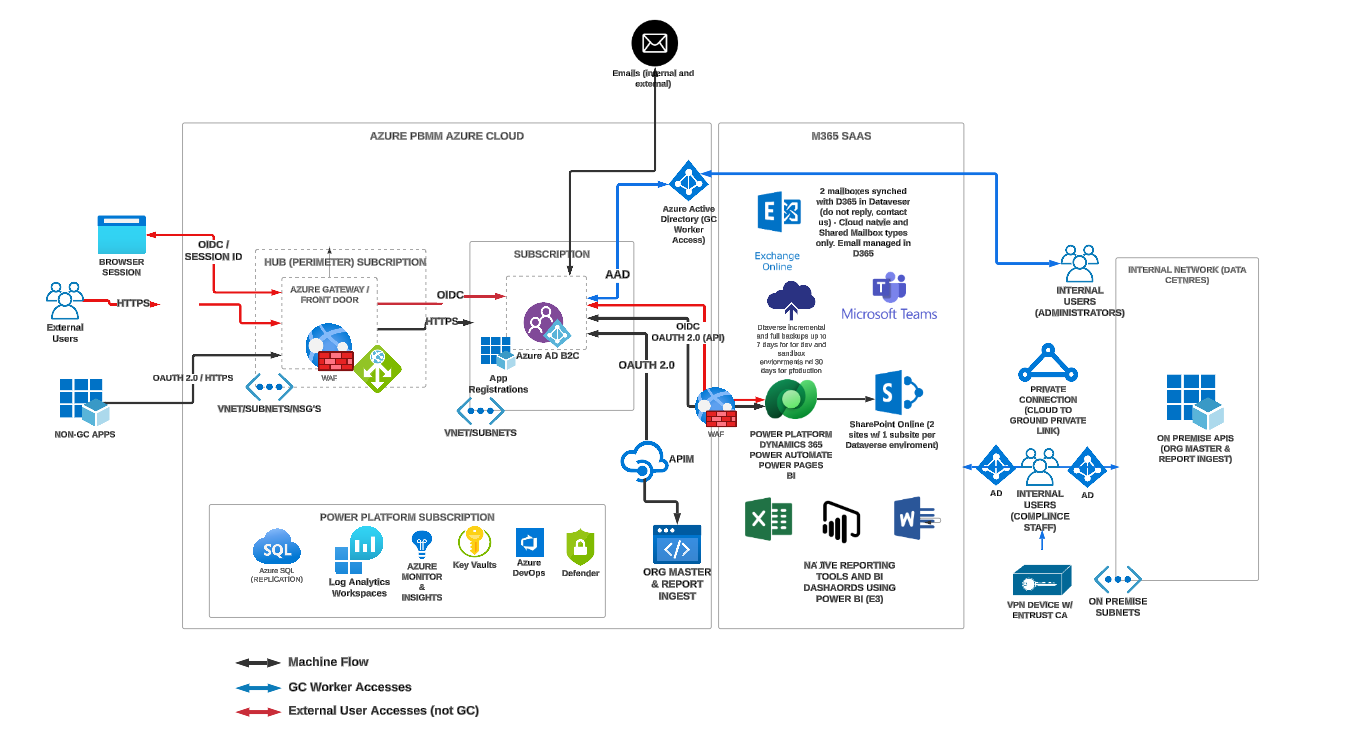 Emails (internal and
external)
AZURE PBMM AZURE CLOUD
M365 SAAS
Azure Active
Directory (GC
Worker
Access)
2 mailboxes synched
with D365 in Dataveser
(do not reply, contact
us) - Cloud natvie and
Shared Mailbox types
only. Email managed in
D365
Exchange
Online
Microsoft Teams
BROWSER
SESSION
OIDC /
SESSION ID
HUB (PERIMETER) SUBCRIPTION
AZURE GATEWAY /
FRONT DOOR
SUBSCRIPTION
AAD
OIDC
HTTPS
HTTPS
External
Users
WAF
Azure AD B2C
App
Registrations
OIDC
OAUTH 2.0 (API)
OAUTH 2.0
Dtaverse incremental
and full backups up to
7 days for for dev and
sandbox
environments nd 30
days for production
INTERNAL
USERS
(ADMINISTRATORS)
INTERNAL NETWORK (DATA
CETNRES)
OAUTH 2.0 / HTTPS
VNET/SUBNETS/NSG'S
VNET/SUBNETS
NON-GC APPS
WAF
POWER PLATFORM
DYNAMICS 365
POWER AUTOMATE
POWER PAGES
BI
SharePoint Online (2
sites w/ 1 subsite per
Dataverse enviroment)
PRIVATE
CONNECTION
(CLOUD TO
GROUND PRIVATE
LINK)
ON PREMISE APIS
(ORG MASTER &
REPORT INGEST)
APIM
AD
INTERNAL
USERS
(COMPLINCE
STAFF)
AD
POWER PLATFORM SUBSCRIPTION
SQL
Azure SQL
(REPLICATION)
Log Analytics
Workspaces
AZURE
MONITOR
&
INSIGHTS
Key Vaults
Azure
DevOps
Defender
ORG MASTER
& REPORT
INGEST
NATIVE REPORTING
TOOLS AND BI
DASHAORDS USING
POWER BI (E3)
VPN DEVICE W/
ENTRUST CA
ON PREMISE
SUBNETS
Machine Flow
GC Worker Accesses
External User Accesses (not GC)